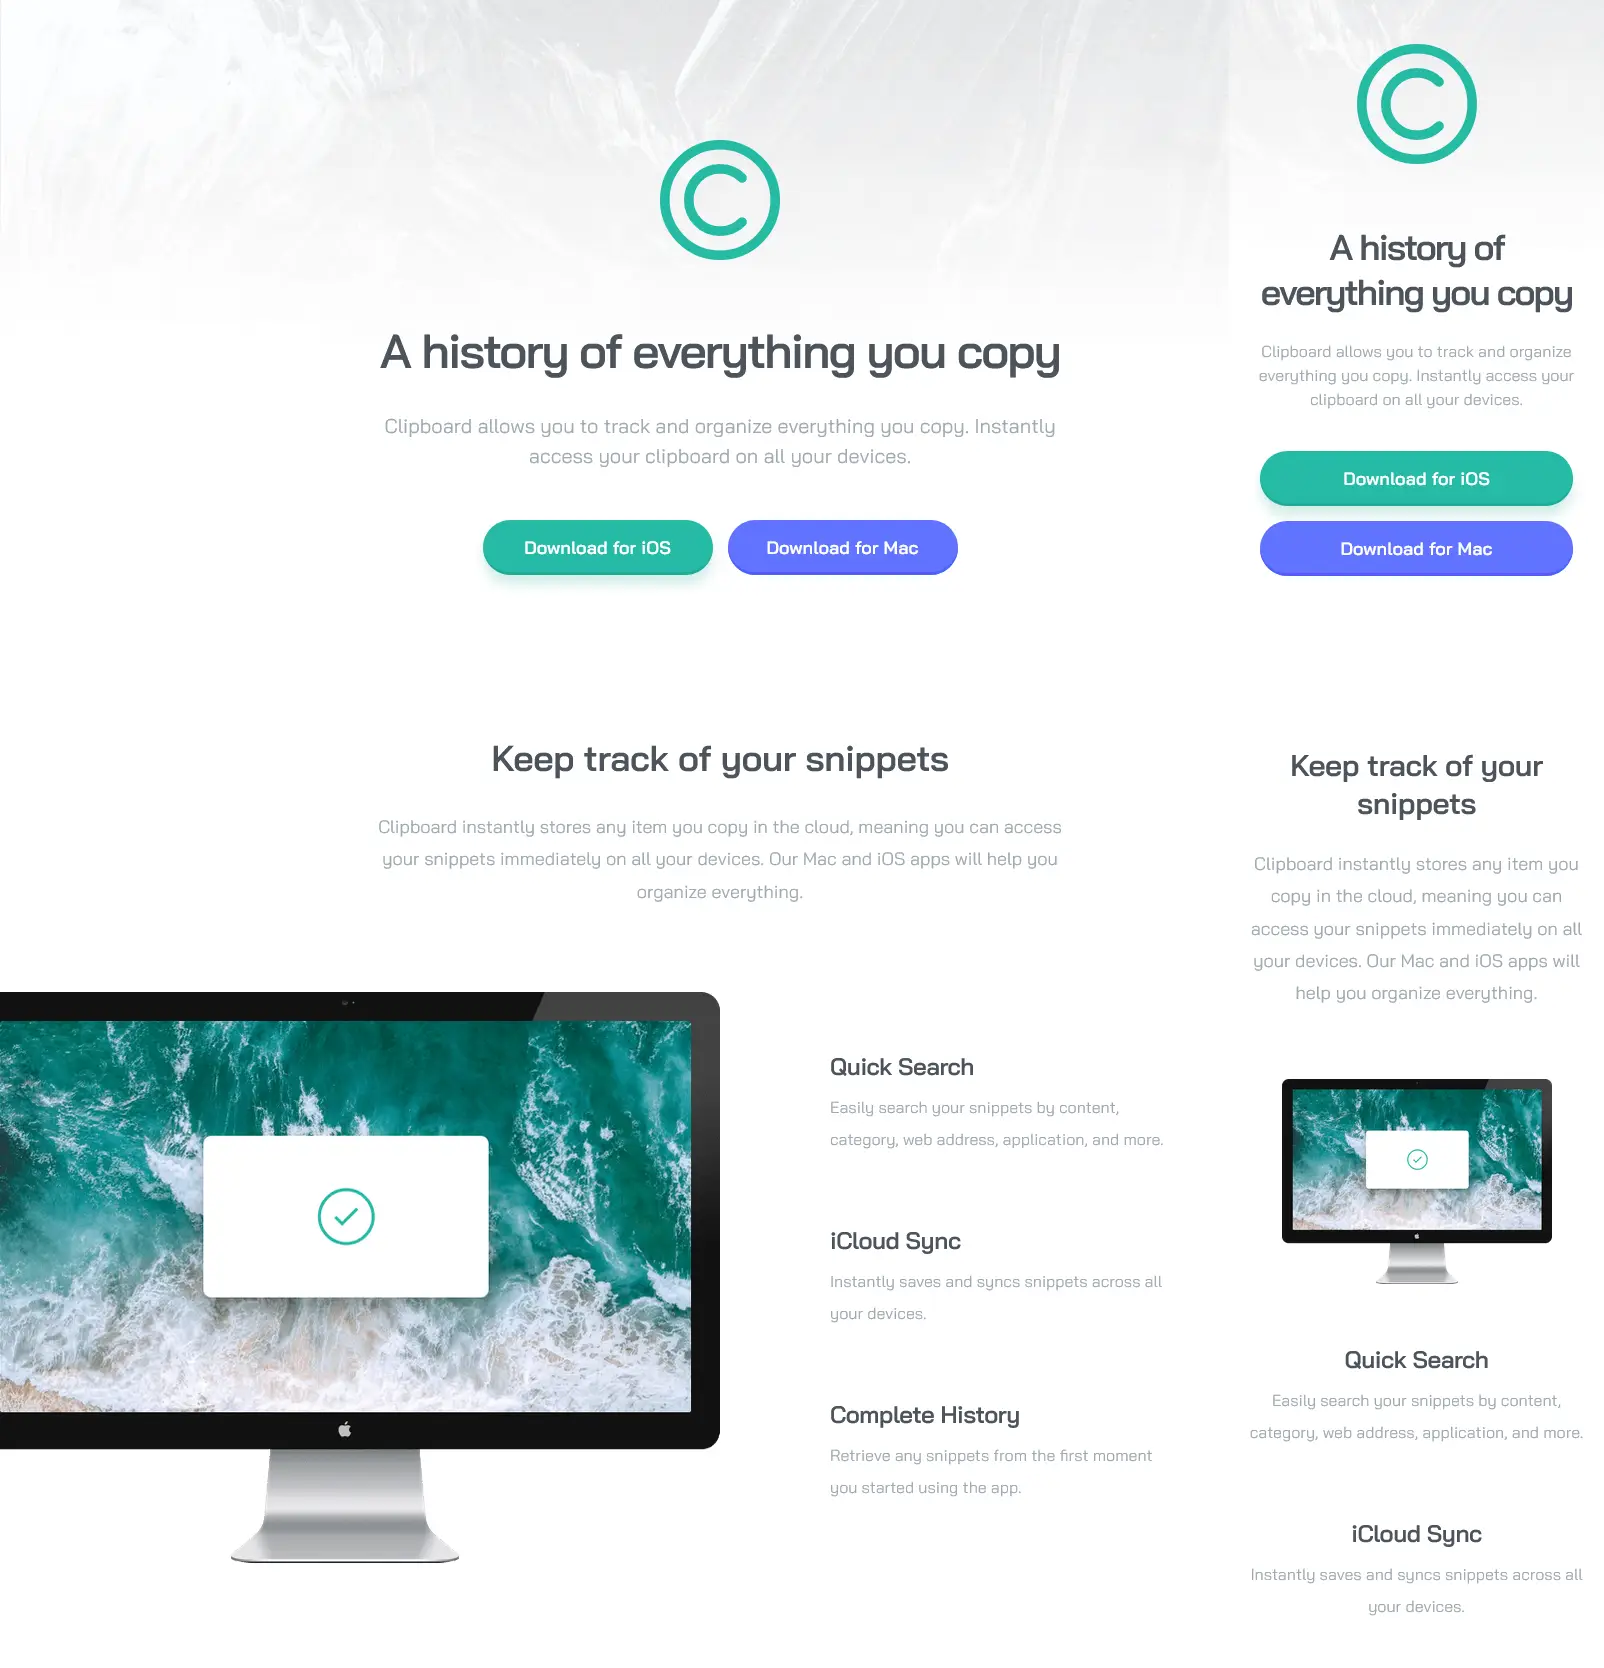 A history of everything you copy
Clipboard allows you to track and organize everything you copy. Instantly
access your clipboard on all your devices.
Download for iOS
Download for Mac
Keep track of your snippets
Clipboard instantly stores any item you copy in the cloud, meaning you can access
your snippets immediately on all your devices. Our Mac and iOS apps will help you
organize everything.
Quick Search
Easily search your snippets by content,
category, web address, application, and more.
iCloud Sync
Instantly saves and syncs snippets across all
your devices.
Complete History
Retrieve any snippets from the first moment
you started using the app.
A history of
everything you copy
Clipboard allows you to track and organize
everything you copy. Instantly access your
clipboard on all your devices.
Download for iOS
Download for Mac
Keep track of your
snippets
Clipboard instantly stores any item you
copy in the cloud, meaning you can
access your snippets immediately on all
your devices. Our Mac and iOS apps will
help you organize everything.
Quick Search
Easily search your snippets by content,
category, web address, application, and more.
iCloud Sync
Instantly saves and syncs snippets across all
your devices.